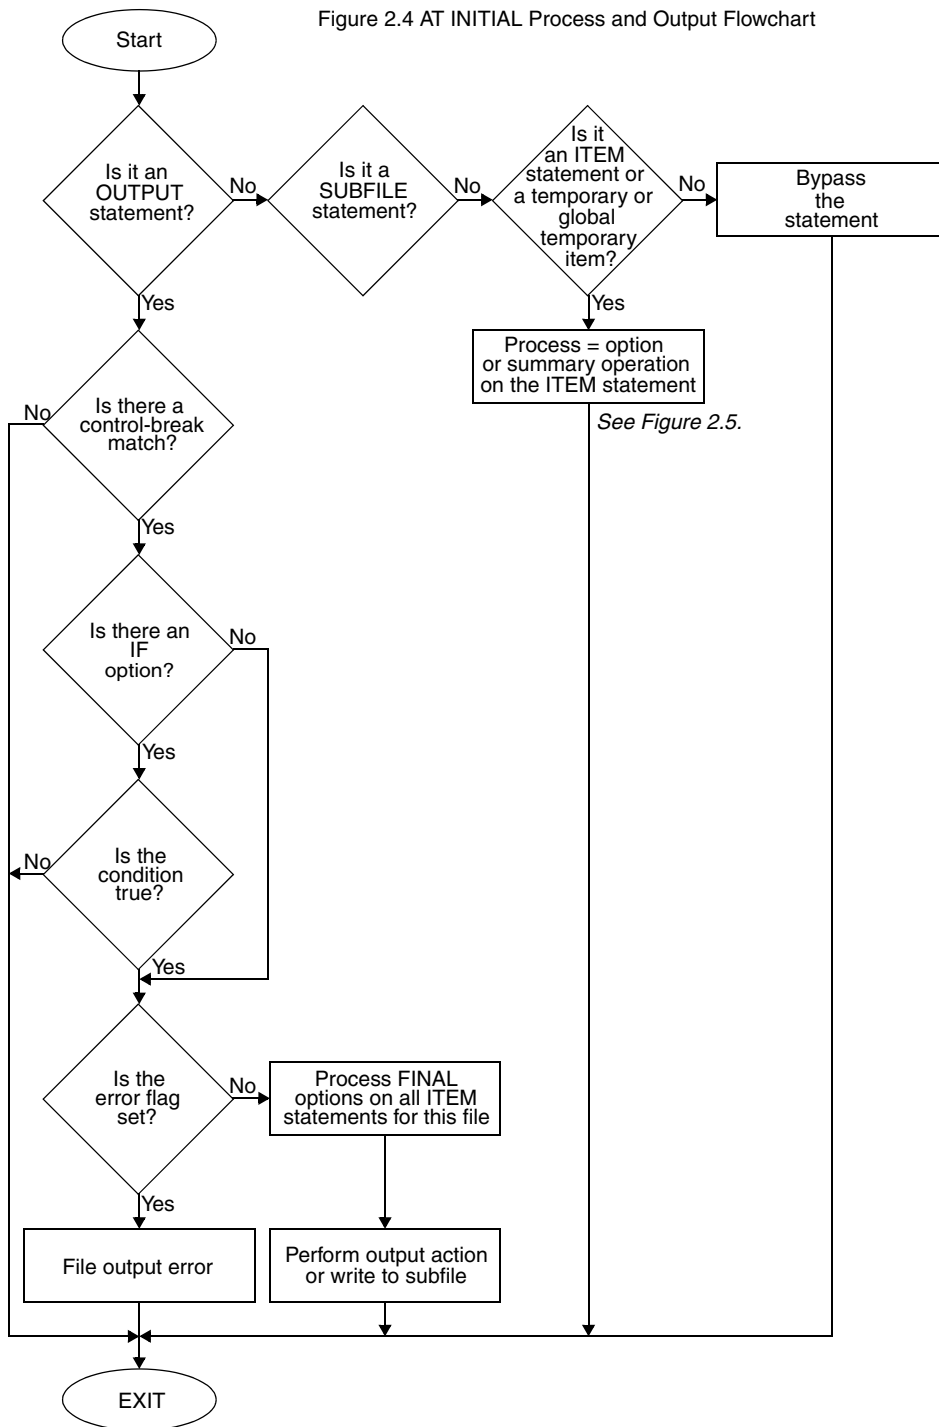 Figure 2.4 AT INITIAL Process and Output Flowchart
Start
Is it an
OUTPUT
statement?
No
Is it a
SUBFILE
statement?
No
Is it
an ITEM
statement or
a temporary or
global
temporary
item?
No
Bypass
the
statement
Yes
Yes
Process = option
or summary operation
on the ITEM statement
See Figure 2.5.
No
Is there a
control-break
match?
Yes
Is there an
IF
option?
No
Yes
No
Is the
condition
true?
Yes
Is the
error flag
set?
No
Process FINAL
options on all ITEM
statements for this file
Yes
File output error
Perform output action
or write to subfile
EXIT